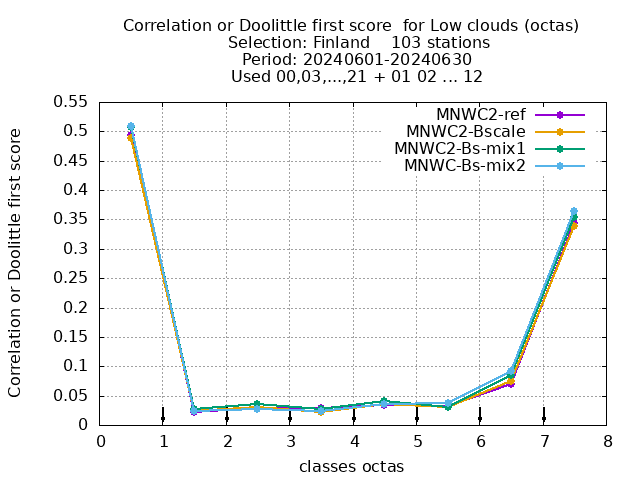 Correlation or Doolittle first score  for Low clouds (octas)
Selection: Finland    103 stations
Period: 20240601-20240630
Used 00,03,...,21 + 01 02 ... 12
Correlation or Doolittle first score
0.55
0.5
0.45
0.4
0.35
0.3
0.25
0.2
0.15
0.1
0.05
0
MNWC2-ref
MNWC2-Bscale
MNWC2-Bs-mix1
MNWC-Bs-mix2
0 1 2 3 4 5 6 7 8
classes octas